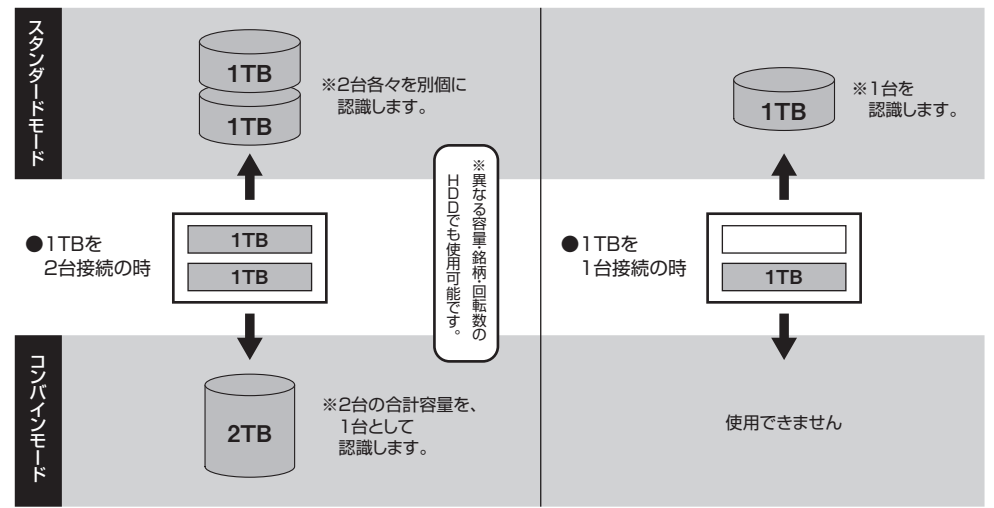 スタンダードモード
1TB
1TB
※2台各々を別個に
認識します。
1TB
※1台を
認識します。
●1TBを
2台接続の時
1TB
1TB
※異なる容量・銘柄・回転数の
HDDでも使用可能です。
●1TBを
1台接続の時
1TB
コンバインモード
2TB
※2台の合計容量を、
1台として
認識します。
使用できません